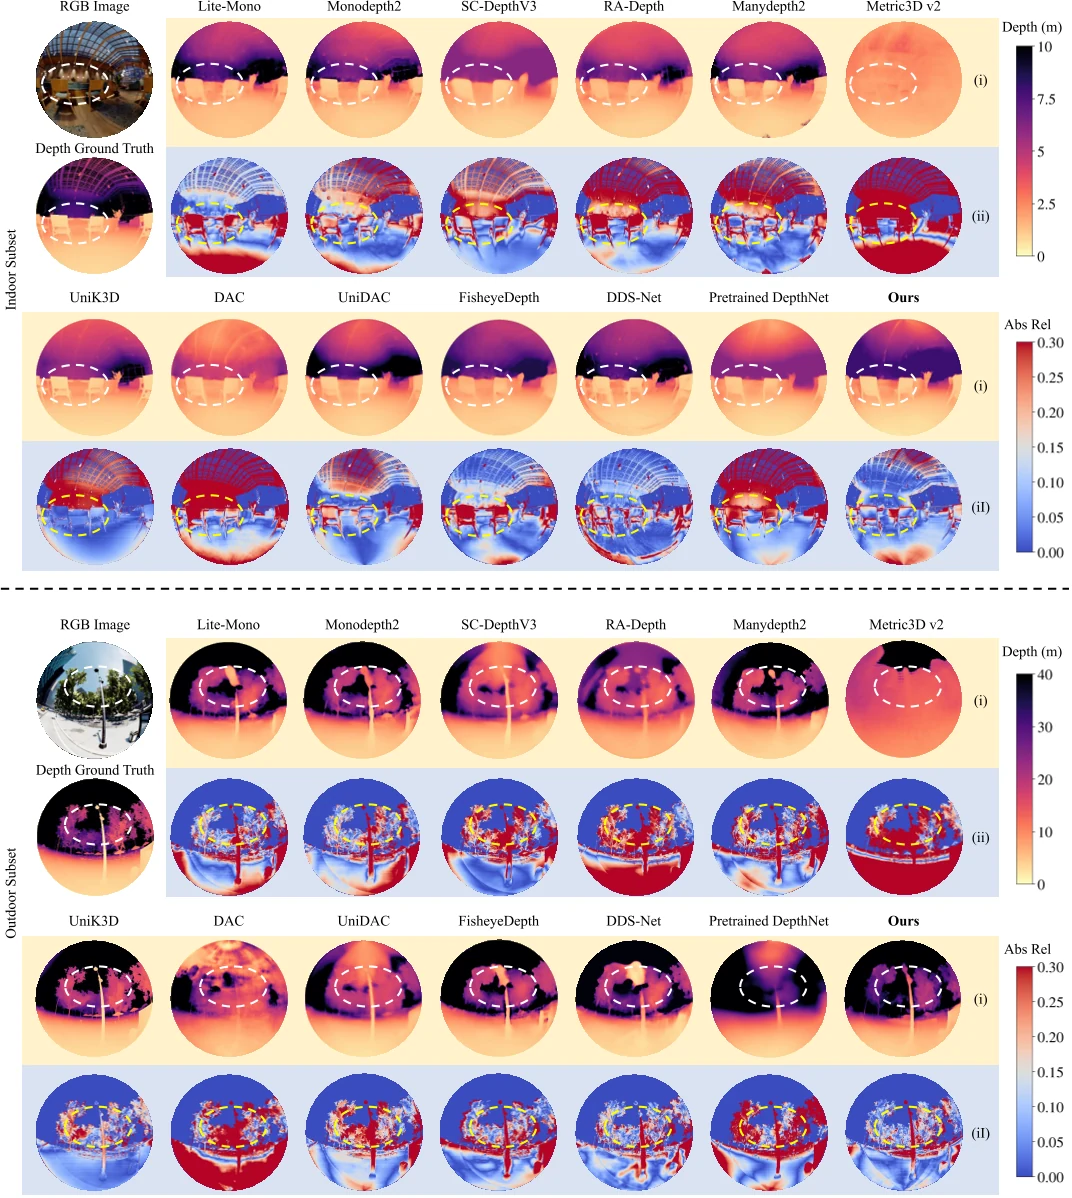 RGB Image Lite-Mono Monodepth2 SC-DepthV3 RA-Depth Manydepth2 Metric3D v2
Depth (m)
10
7.5
5
2.5
0
(i)
Depth Ground Truth
(ii)
Indoor Subset
UniK3D DAC UniDAC FisheyeDepth DDS-Net Pretrained DepthNet Ours
Abs Rel
0.30
0.25
0.20
0.15
0.10
0.05
0.00
(i)
(iI)
RGB Image Lite-Mono Monodepth2 SC-DepthV3 RA-Depth Manydepth2 Metric3D v2
Depth (m)
40
30
20
10
0
(i)
Depth Ground Truth
(ii)
Outdoor Subset
UniK3D DAC UniDAC FisheyeDepth DDS-Net Pretrained DepthNet Ours
Abs Rel
0.30
0.25
0.20
0.15
0.10
0.05
0.00
(i)
(iI)